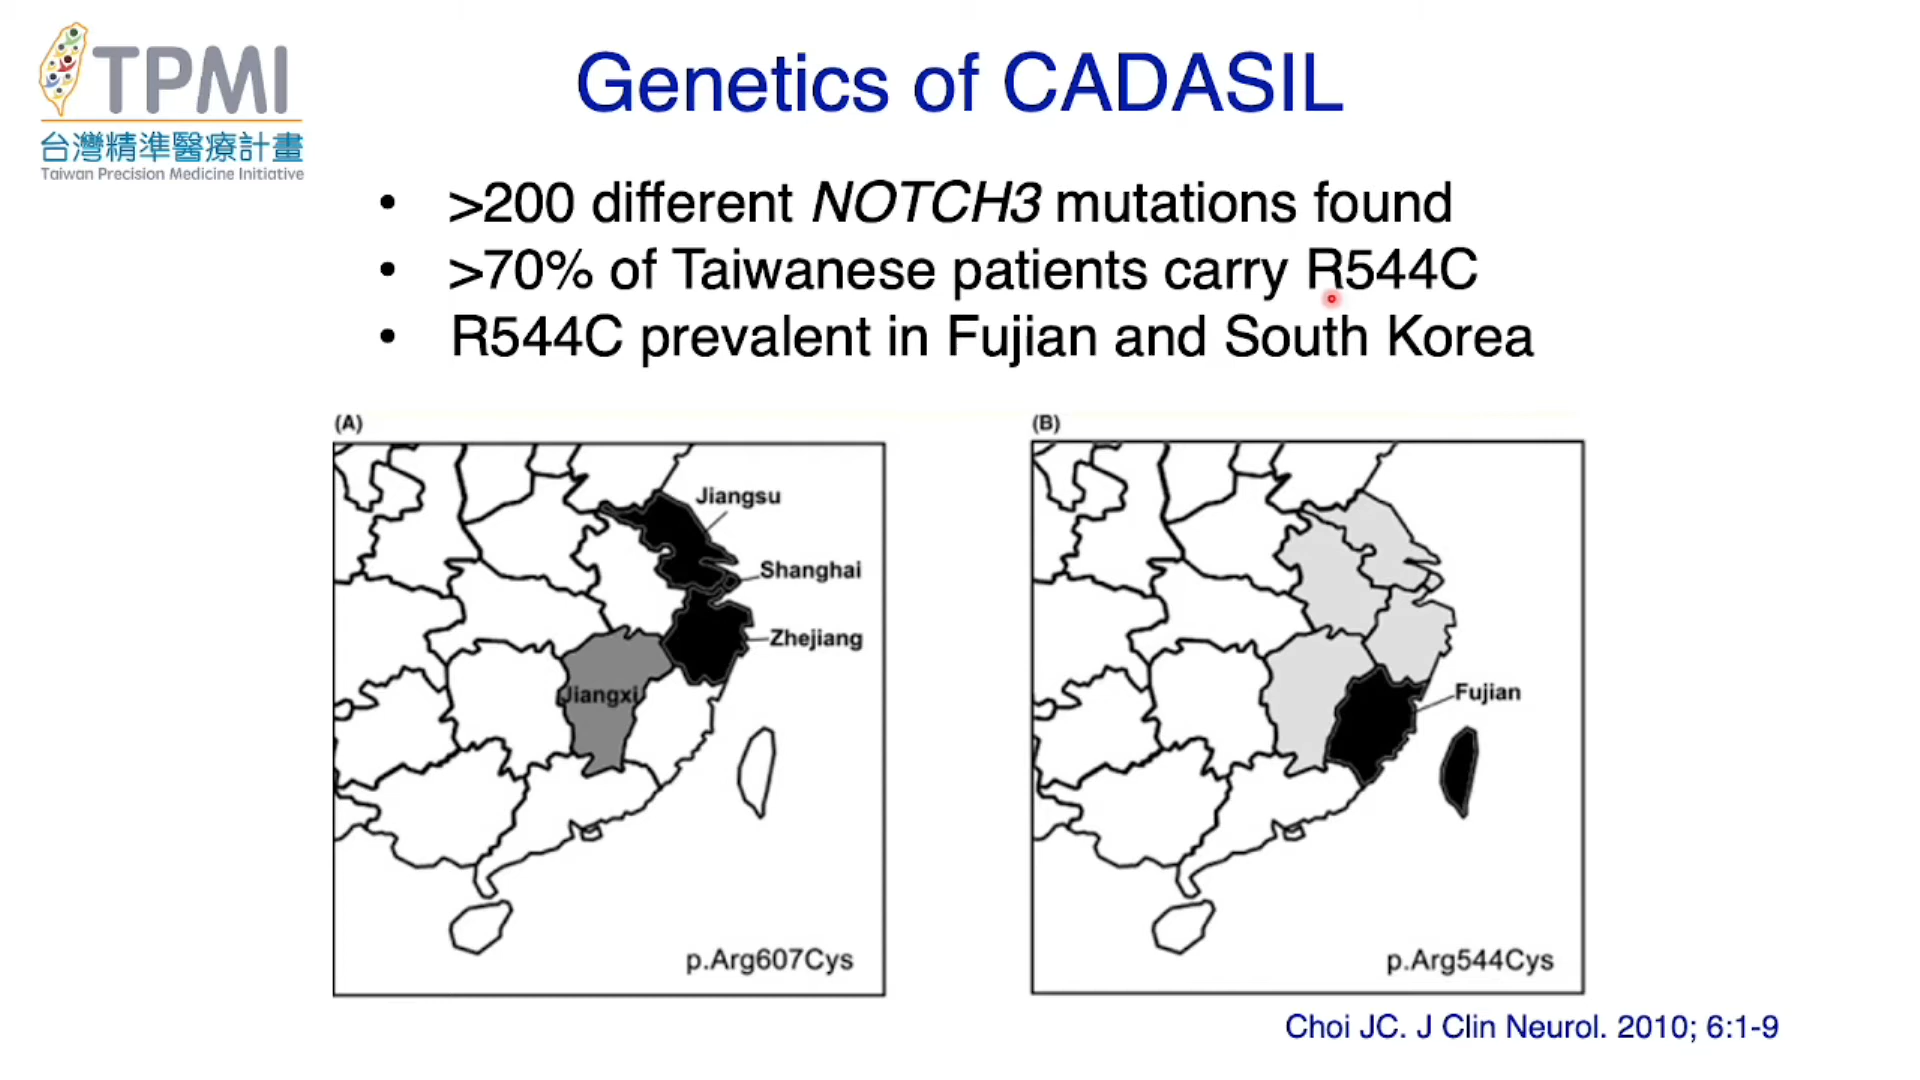 TPMI
台灣精準醫療計畫
Taiwan Precision Medicine Initiative
Genetics of CADASIL
• >200 different NOTCH3 mutations found
• >70% of Taiwanese patients carry R544C
• R544C prevalent in Fujian and South Korea
(A)
Jiangsu
Shanghai
Zhejiang
Jiangxi
p.Arg607Cys
(B)
Fujian
p.Arg544Cys
Choi JC. J Clin Neurol. 2010; 6:1-9